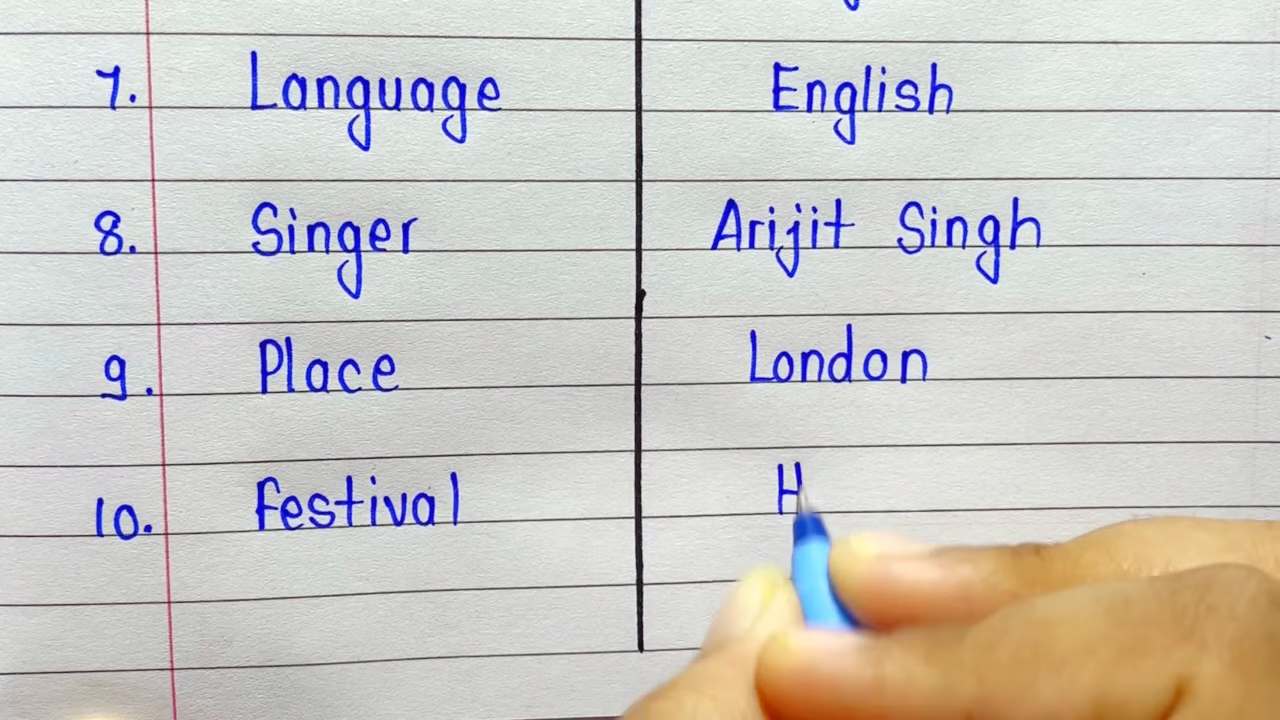 7. Language English
8. Singer Arijit Singh
9. Place London
10. Festival H